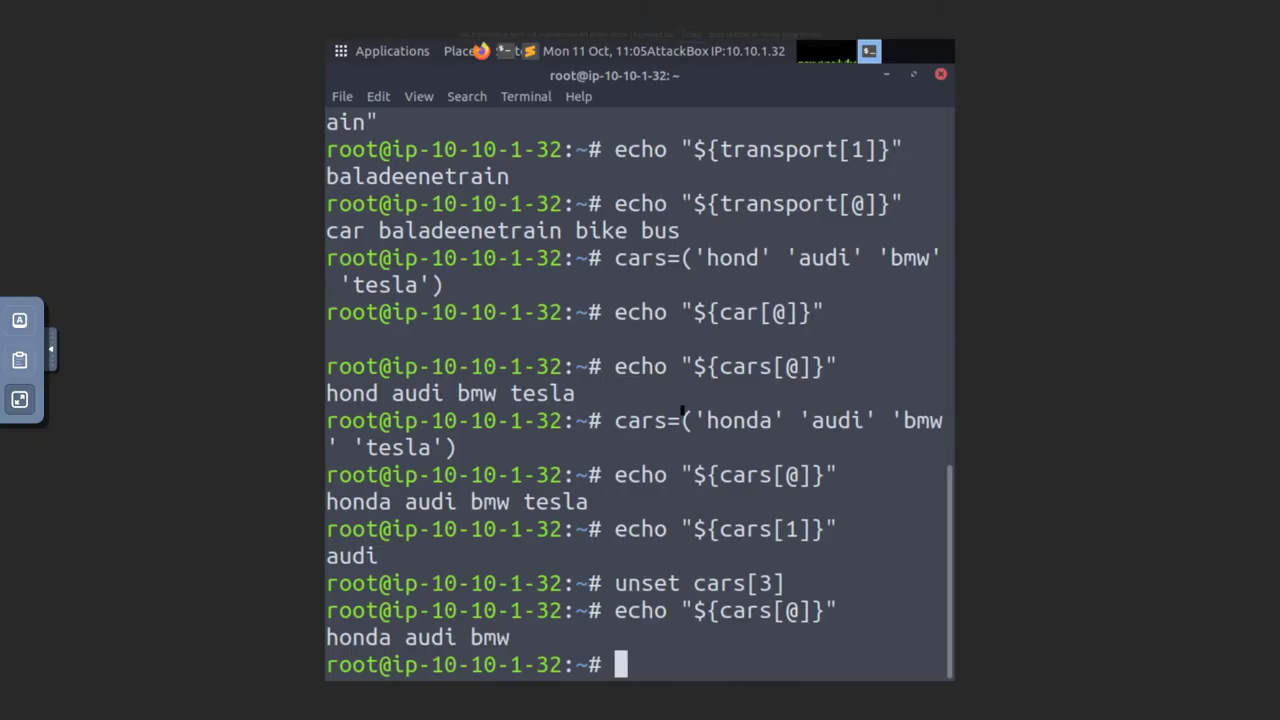 Applications Place Mon 11 Oct, 11:05 AttackBox IP:10.10.1.32
root@ip-10-10-1-32: ~
File Edit View Search Terminal Help
ain"
root@ip-10-10-1-32:~# echo "${transport[1]}"
baladeenetrain
root@ip-10-10-1-32:~# echo "${transport[@]}"
car baladeenetrain bike bus
root@ip-10-10-1-32:~# cars=('hond' 'audi' 'bmw'
'tesla')
root@ip-10-10-1-32:~# echo "${car[@]}"
root@ip-10-10-1-32:~# echo "${cars[@]}"
hond audi bmw tesla
root@ip-10-10-1-32:~# cars=('honda' 'audi' 'bmw
' 'tesla')
root@ip-10-10-1-32:~# echo "${cars[@]}"
honda audi bmw tesla
root@ip-10-10-1-32:~# echo "${cars[1]}"
audi
root@ip-10-10-1-32:~# unset cars[3]
root@ip-10-10-1-32:~# echo "${cars[@]}"
honda audi bmw
root@ip-10-10-1-32:~#